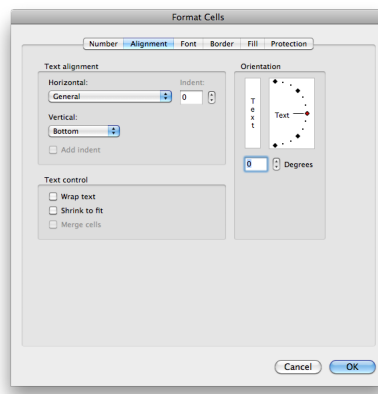 Format Cells
Number Alignment Font Border Fill Protection
Text alignment
Horizontal: Indent:
General 0
Vertical:
Bottom
Add indent
Text control
Wrap text
Shrink to fit
Merge cells
Orientation
Text
Text
0 Degrees
Cancel OK